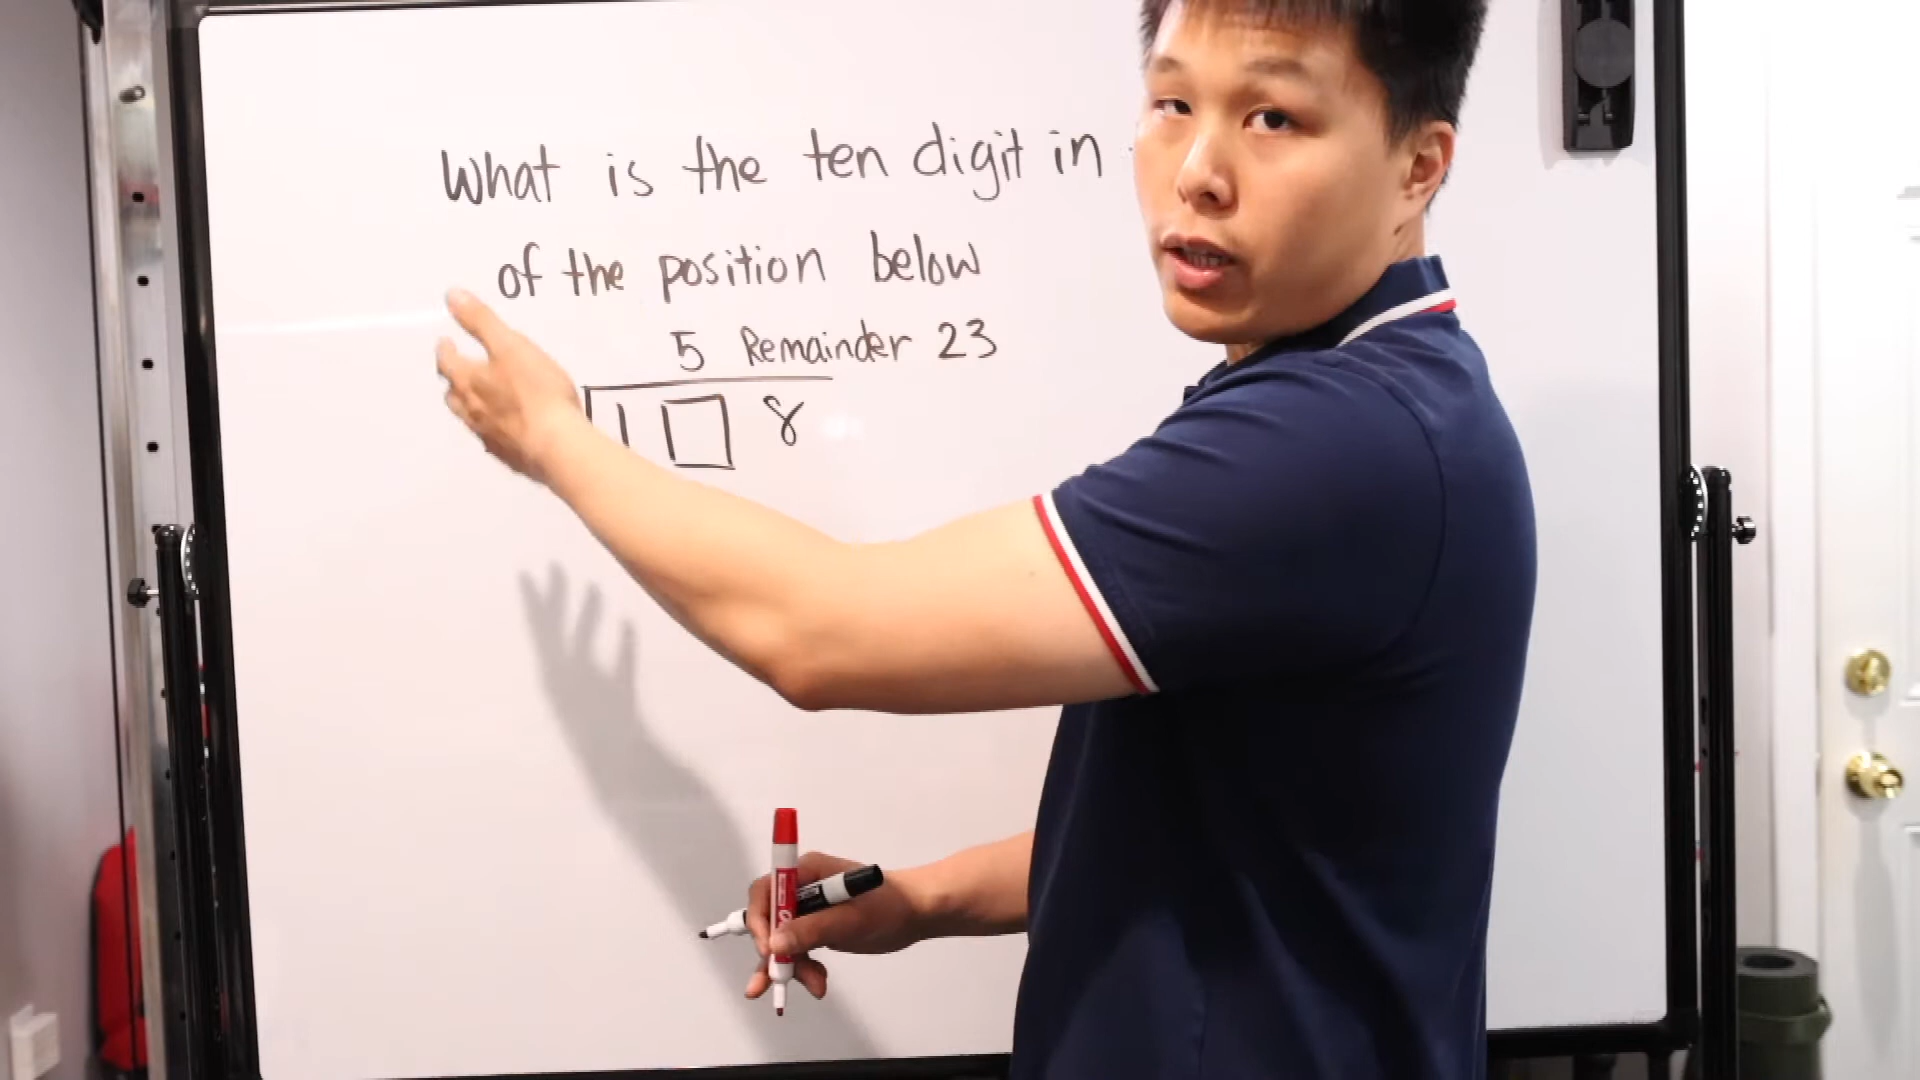 What is the ten digit in
of the position below
5 Remainder 23
1 □ 8